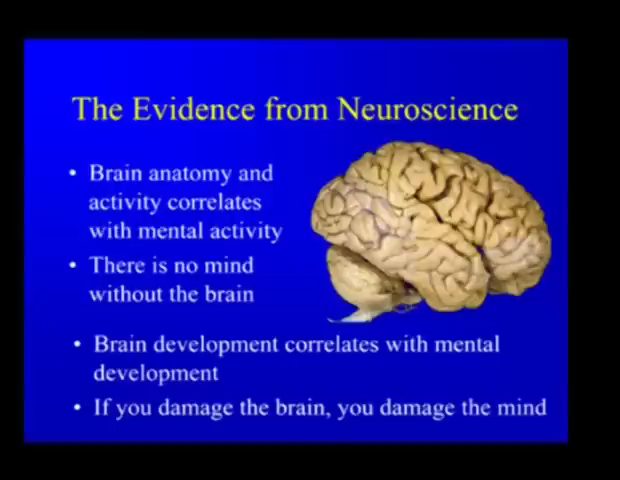 The Evidence from Neuroscience
• Brain anatomy and
activity correlates
with mental activity
• There is no mind
without the brain
• Brain development correlates with mental
development
• If you damage the brain, you damage the mind